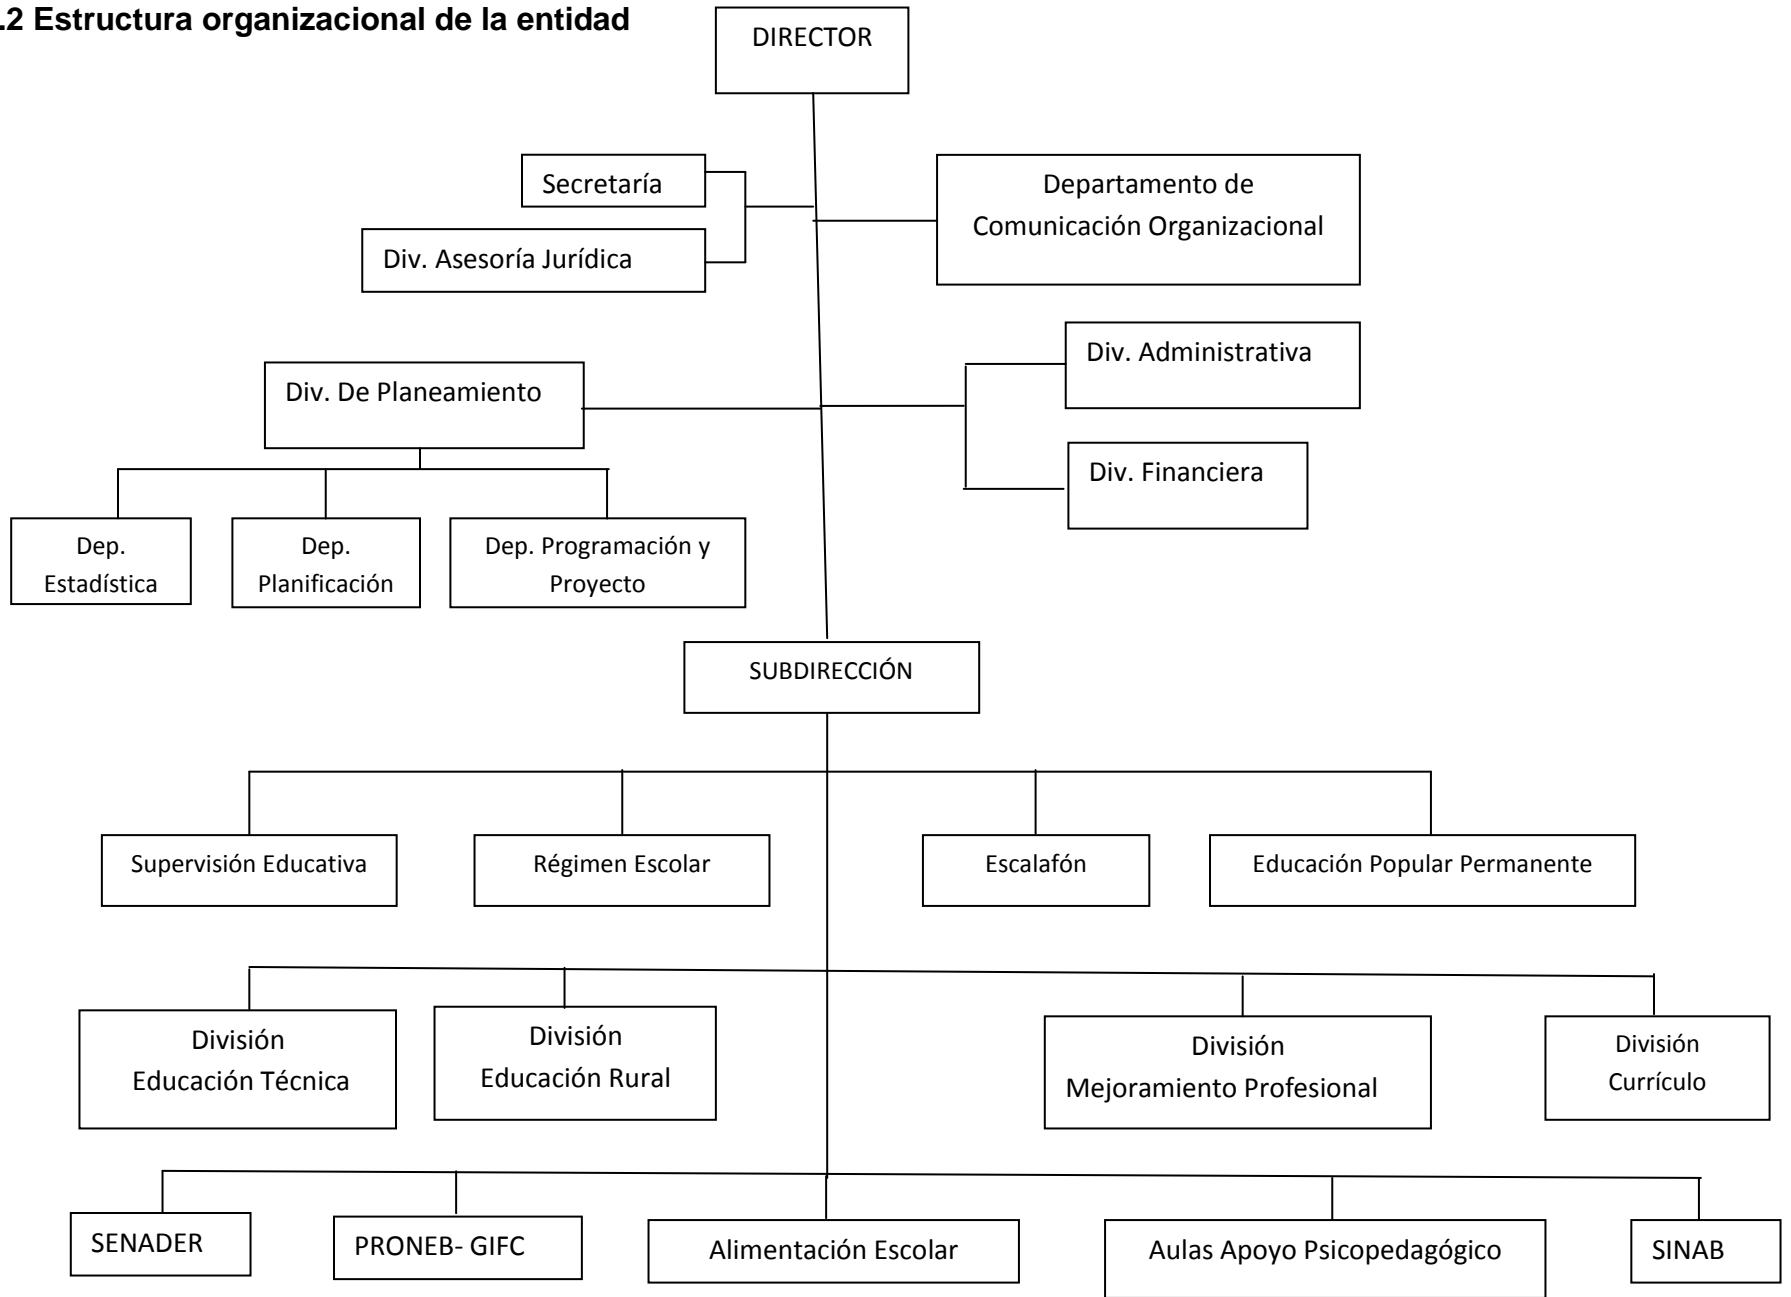 .2 Estructura organizacional de la entidad
DIRECTOR
Secretaría
Departamento de
Comunicación Organizacional
Div. Asesoría Jurídica
Div. Administrativa
Div. De Planeamiento
Div. Financiera
Dep.
Estadística
Dep.
Planificación
Dep. Programación y
Proyecto
SUBDIRECCIÓN
Supervisión Educativa
Régimen Escolar
Escalafón
Educación Popular Permanente
División
Educación Técnica
División
Educación Rural
División
Mejoramiento Profesional
División
Currículo
SENADER
PRONEB- GIFC
Alimentación Escolar
Aulas Apoyo Psicopedagógico
SINAB